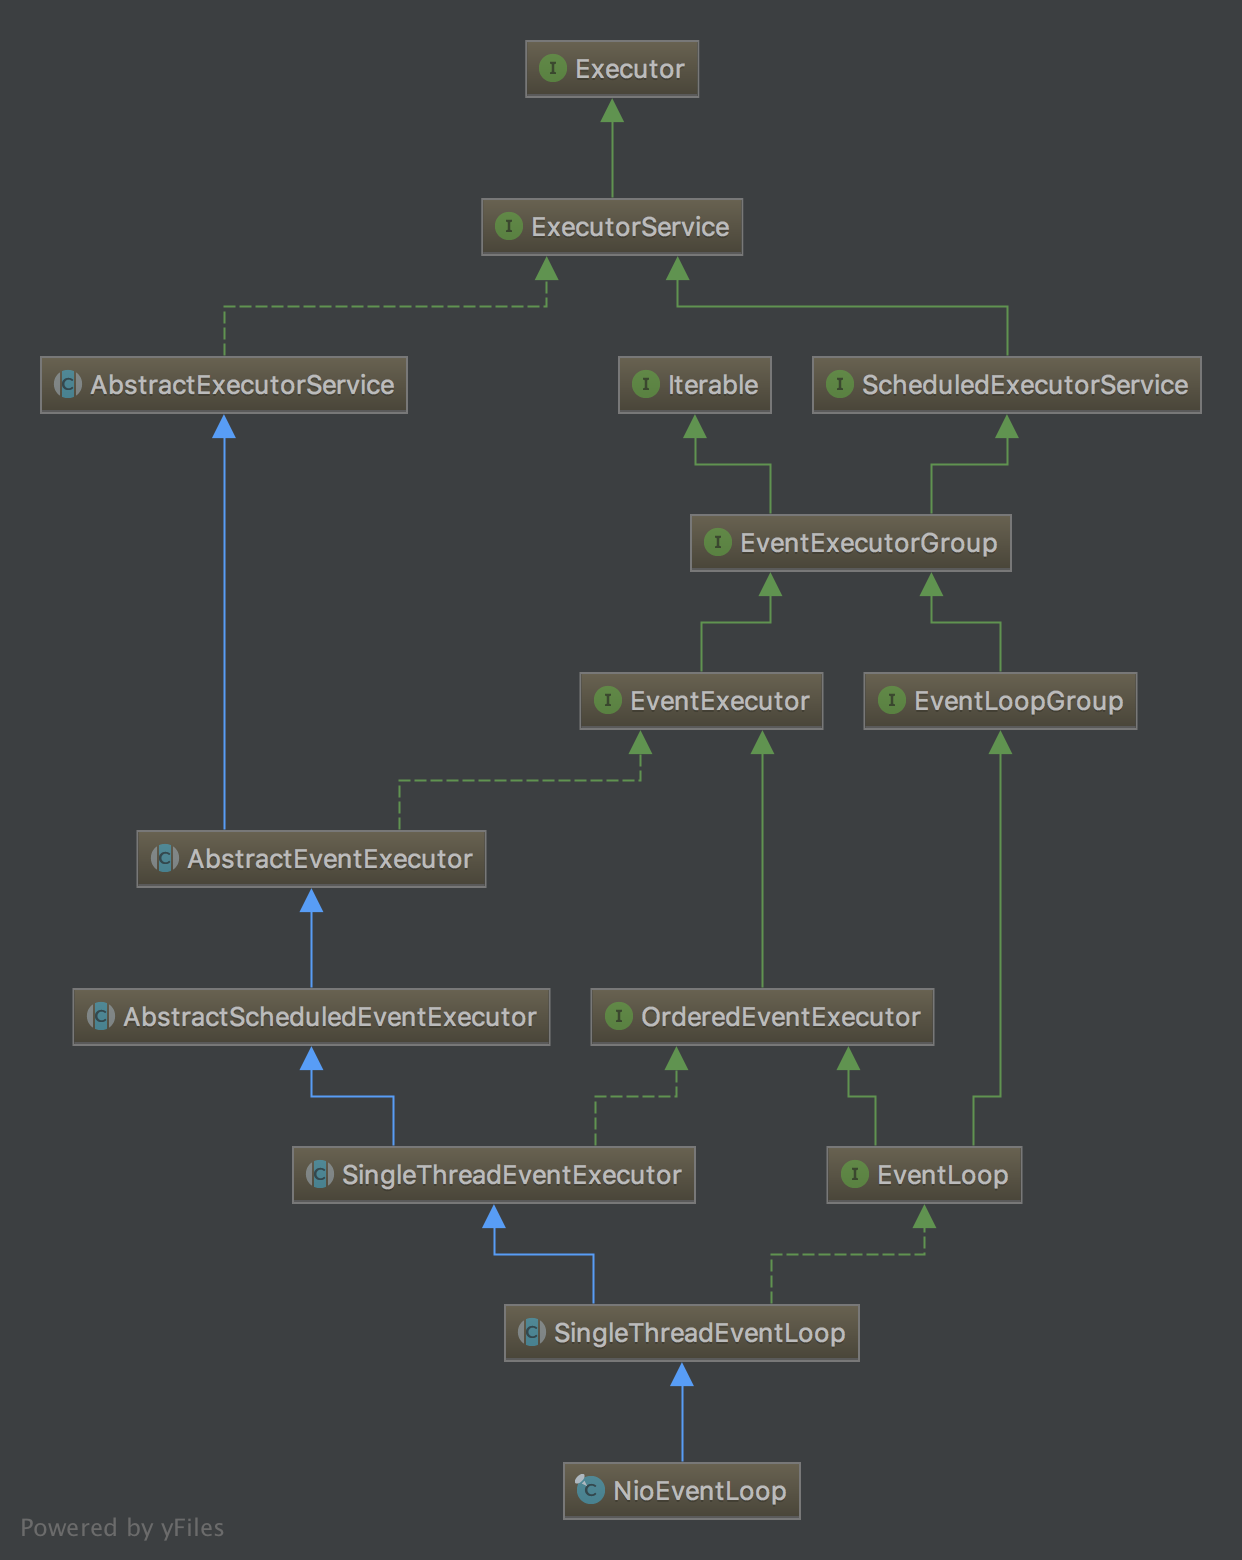 Executor
ExecutorService
AbstractExecutorService
Iterable
ScheduledExecutorService
EventExecutorGroup
EventExecutor
EventLoopGroup
AbstractEventExecutor
AbstractScheduledEventExecutor
OrderedEventExecutor
SingleThreadEventExecutor
EventLoop
SingleThreadEventLoop
NioEventLoop
Powered by yFiles